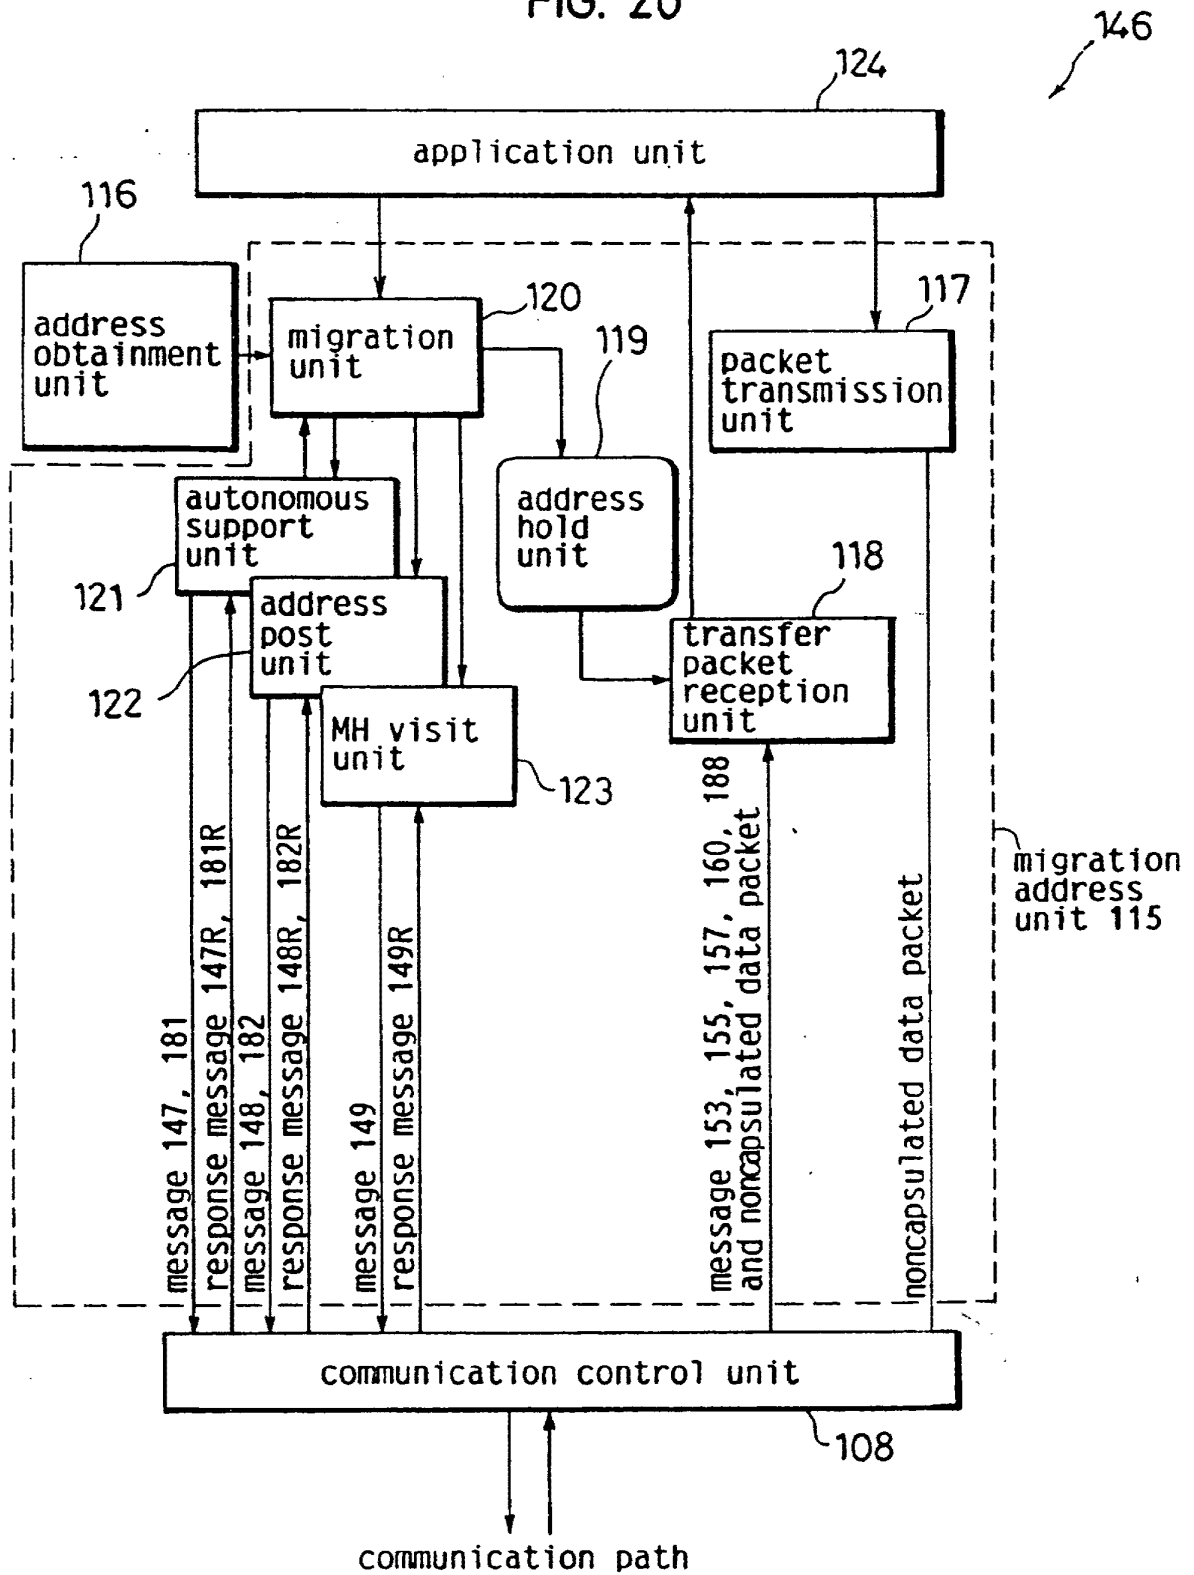 FIG. 20
146
124
application unit
116
address
obtainment
unit
120
migration
unit
119
117
packet
transmission
unit
address
hold
unit
autonomous
support
unit
121
118
address
post
unit
122
transfer
packet
reception
unit
MH visit
unit
123
migration
address
unit 115
message 147, 181
response message 147R, 181R
message 148, 182
response message 148R, 182R
message 149
response message 149R
message 153, 155, 157, 160, 188
and noncapsulated data packet
noncapsulated data packet
communication control unit
108
communication path